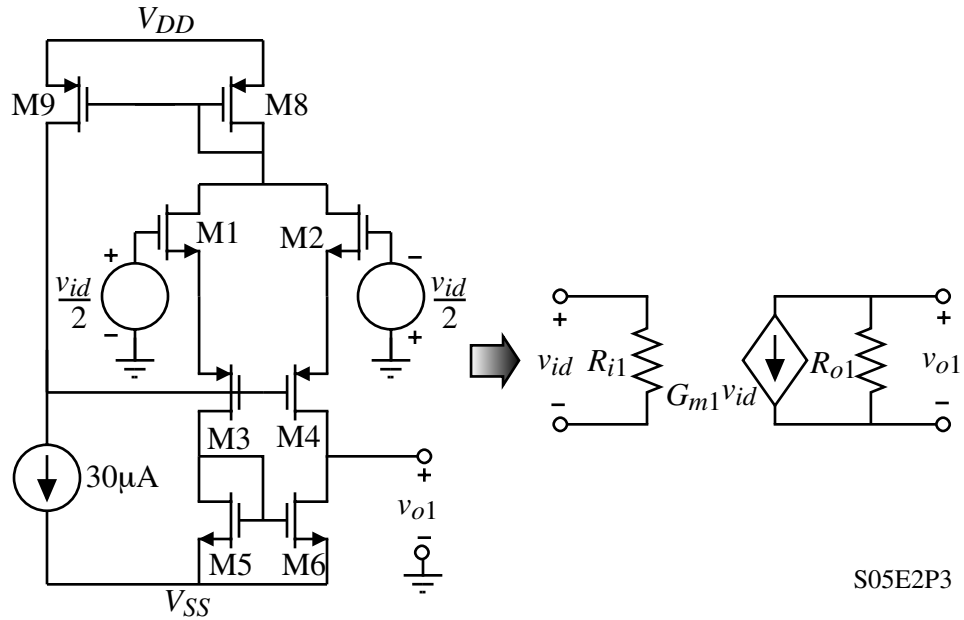 VDD
M9
M8
M1
M2
+
−
vid
2
−
+
vid
2
M3
M4
30µA
+
vo1
−
M5
M6
VSS
+
vid
−
Ri1
Gm1vid
Ro1
+
vo1
−
S05E2P3